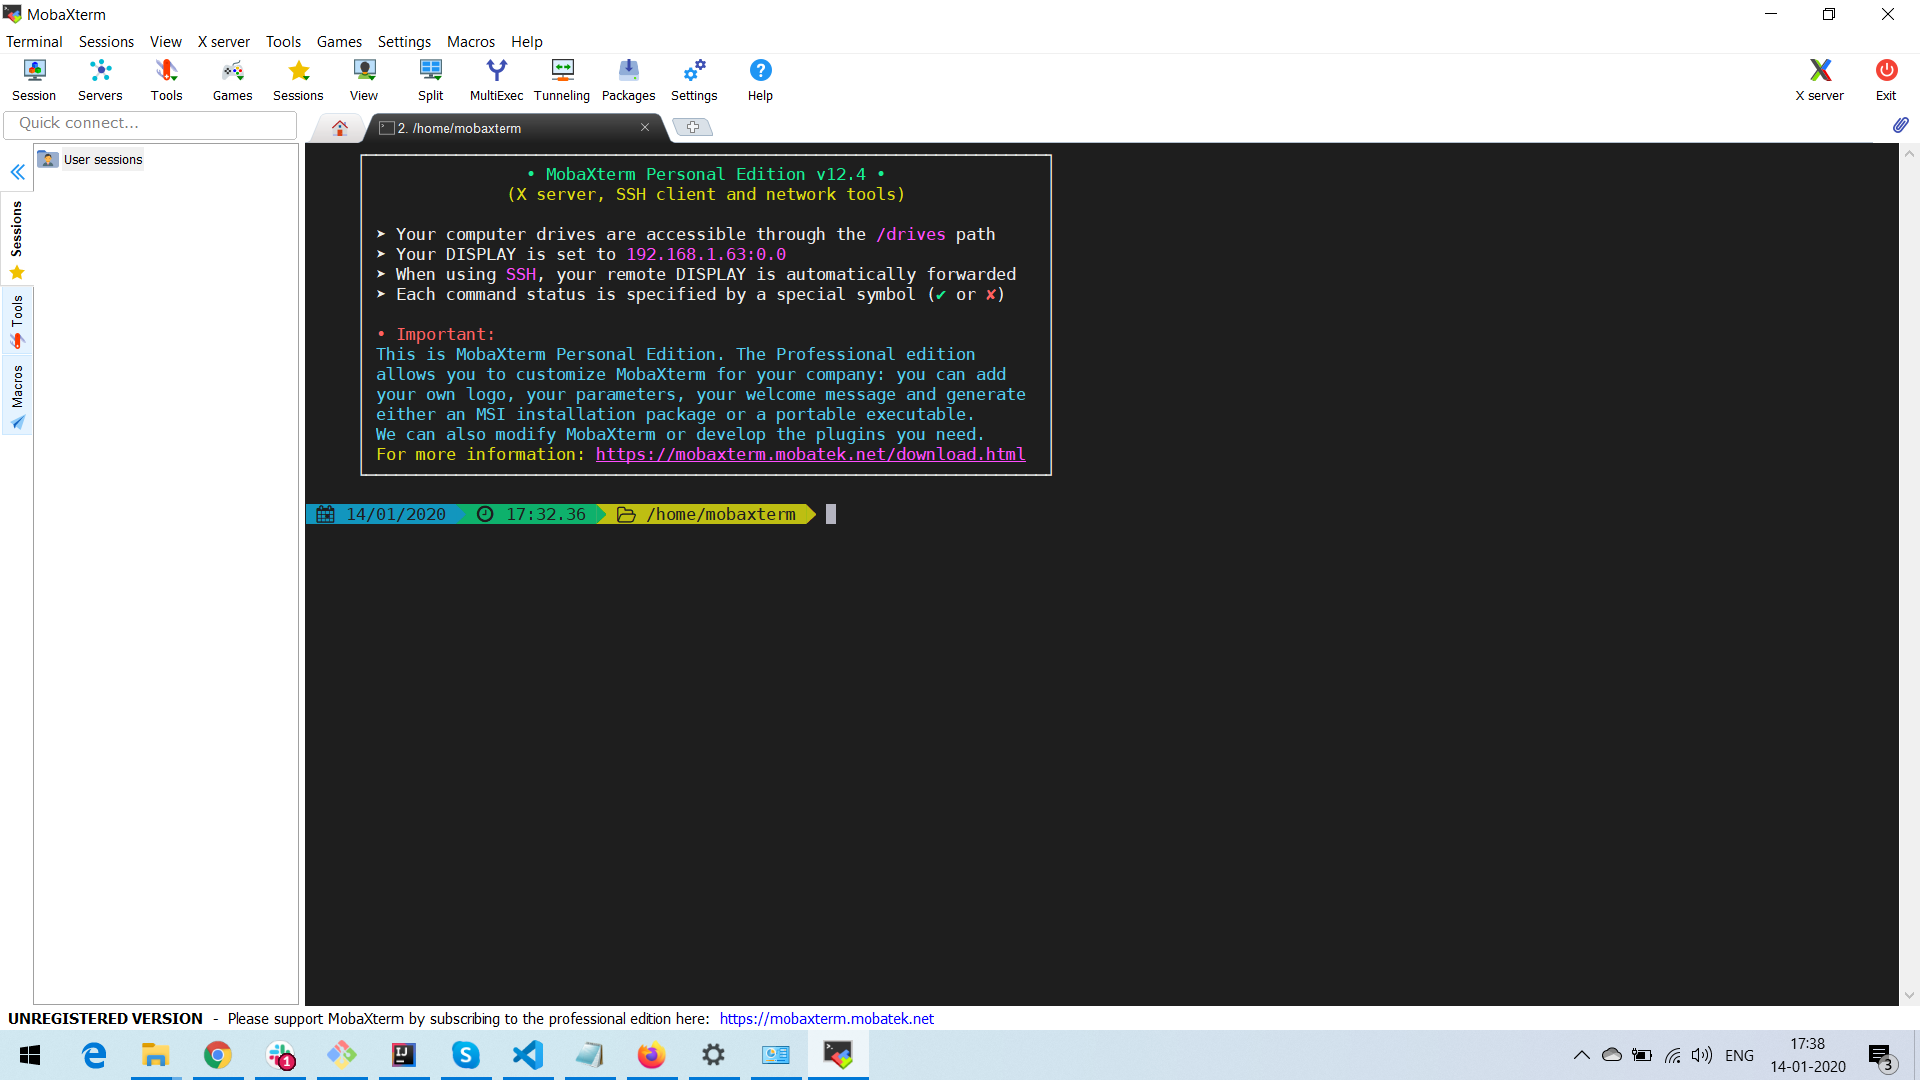 MobaXterm
Terminal Sessions View X server Tools Games Settings Macros Help
Session Servers Tools Games Sessions View Split MultiExec Tunneling Packages Settings Help X server Exit
Quick connect...
2. /home/mobaxterm
User sessions
Sessions
Tools
Macros
• MobaXterm Personal Edition v12.4 •
(X server, SSH client and network tools)
➤ Your computer drives are accessible through the /drives path
➤ Your DISPLAY is set to 192.168.1.63:0.0
➤ When using SSH, your remote DISPLAY is automatically forwarded
➤ Each command status is specified by a special symbol (✔ or ✘)
• Important:
This is MobaXterm Personal Edition. The Professional edition
allows you to customize MobaXterm for your company: you can add
your own logo, your parameters, your welcome message and generate
either an MSI installation package or a portable executable.
We can also modify MobaXterm or develop the plugins you need.
For more information: https://mobaxterm.mobatek.net/download.html
14/01/2020 17:32.36 /home/mobaxterm
UNREGISTERED VERSION - Please support MobaXterm by subscribing to the professional edition here: https://mobaxterm.mobatek.net
1
IJ
ENG
17:38
14-01-2020
3